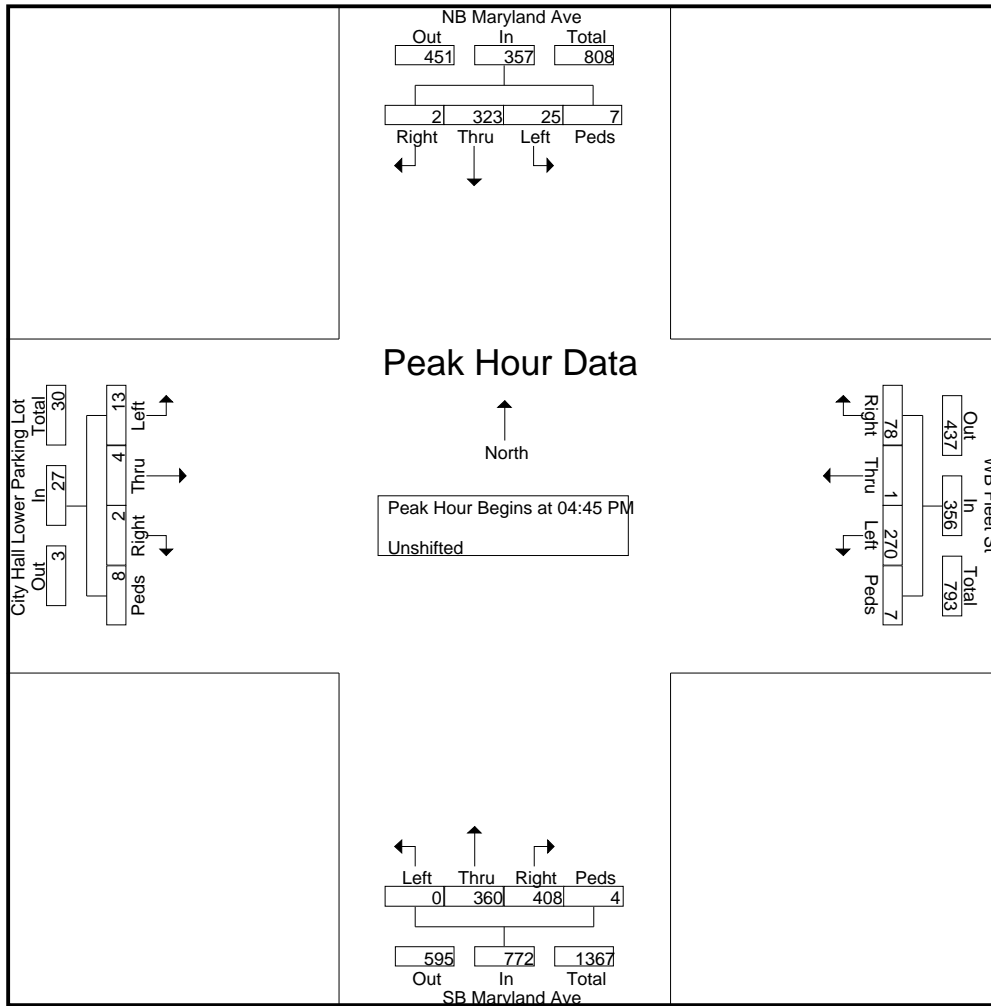 NB Maryland Ave
Out In Total
451 357 808
2 323 25 7
Right Thru Left Peds
Peak Hour Data
North
Peak Hour Begins at 04:45 PM
Unshifted
City Hall Lower Parking Lot
Total In Out
30 27 3
13 4 2 8
Left Thru Right Peds
WB Fleet St
Out In Total
437 356 793
78 1 270 7
Right Thru Left Peds
Left Thru Right Peds
0 360 408 4
595 772 1367
Out In Total
SB Maryland Ave